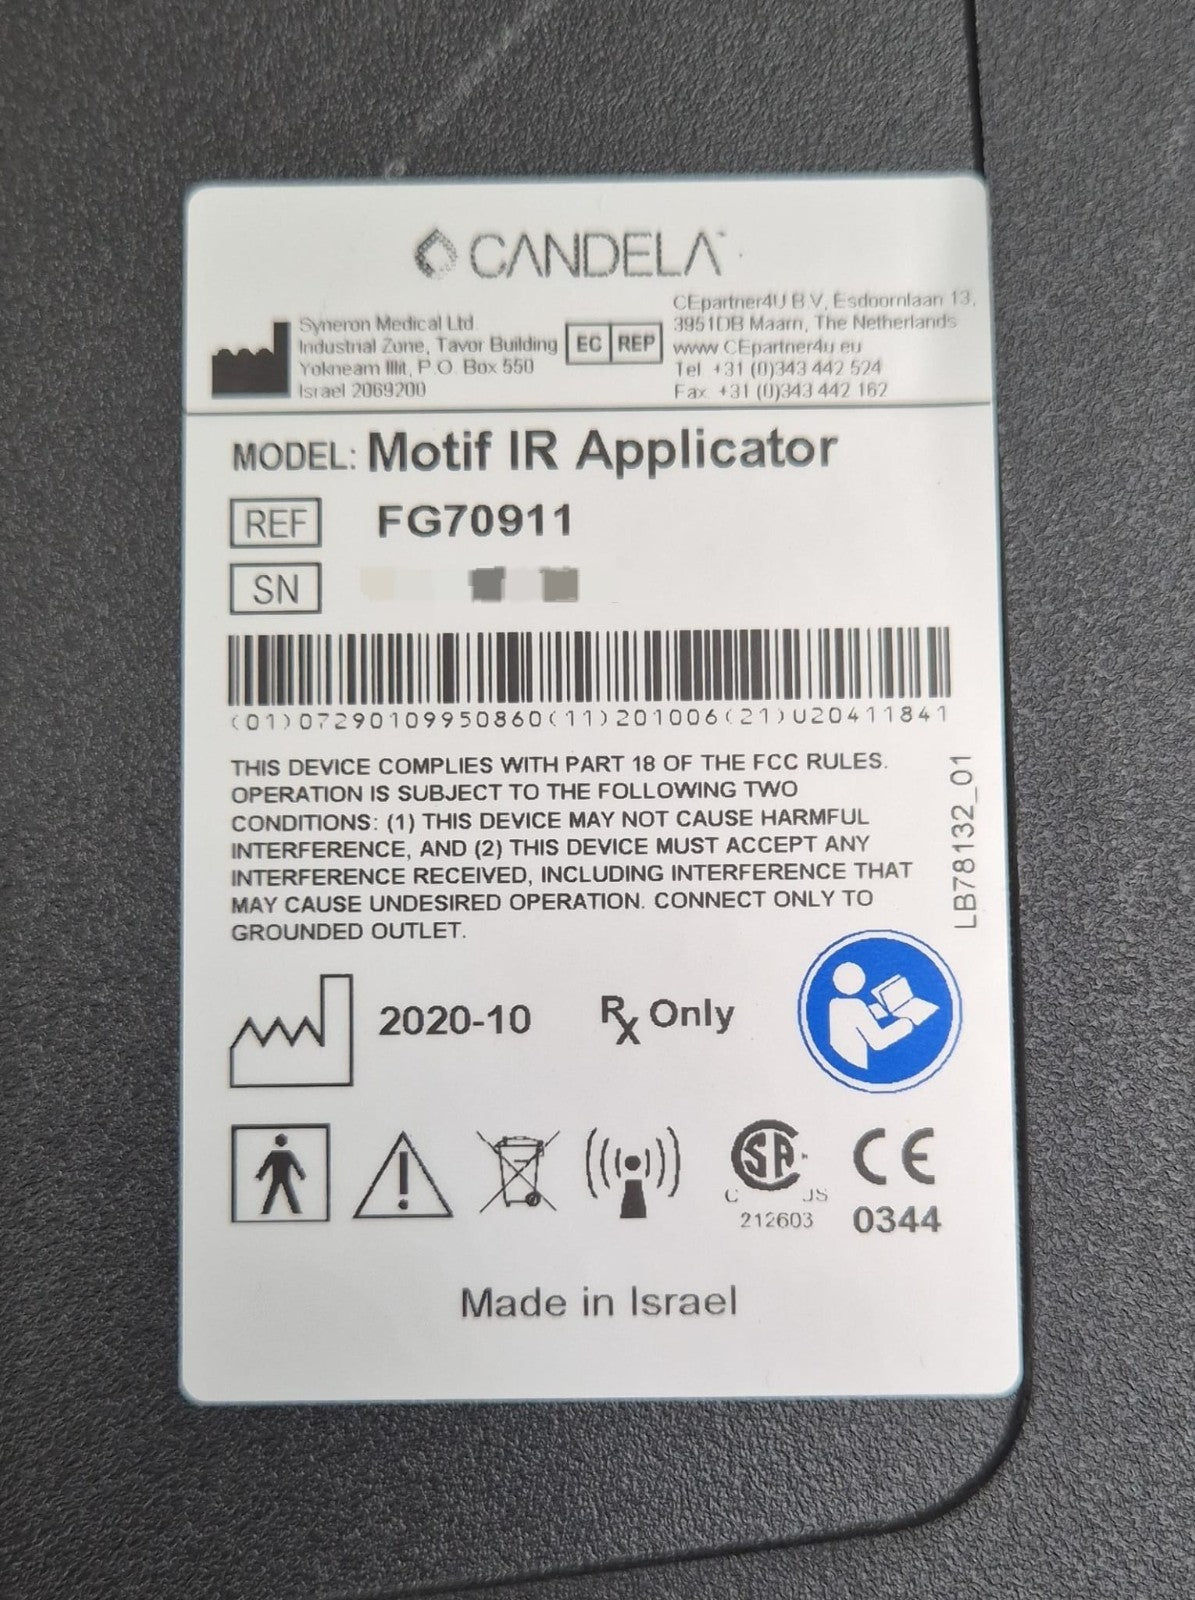 CANDELA™
Syneron Medical Ltd.
Industrial Zone, Tavor Building
Yokneam Illit, P.O. Box 550
Israel 2069200
EC REP
CEpartner4U B.V, Esdoornlaan 13,
3951DB Maarn, The Netherlands
www.CEpartner4u.eu
Tel. +31 (0)343 442 524
Fax. +31 (0)343 442 162
MODEL: Motif IR Applicator
REF FG70911
SN
(01)07290109950860(11)201006(21)U20411841
THIS DEVICE COMPLIES WITH PART 18 OF THE FCC RULES.
OPERATION IS SUBJECT TO THE FOLLOWING TWO
CONDITIONS: (1) THIS DEVICE MAY NOT CAUSE HARMFUL
INTERFERENCE, AND (2) THIS DEVICE MUST ACCEPT ANY
INTERFERENCE RECEIVED, INCLUDING INTERFERENCE THAT
MAY CAUSE UNDESIRED OPERATION. CONNECT ONLY TO
GROUNDED OUTLET.
LB78132_01
2020-10
Rx Only
SA
C US
212603
CE
0344
Made in Israel